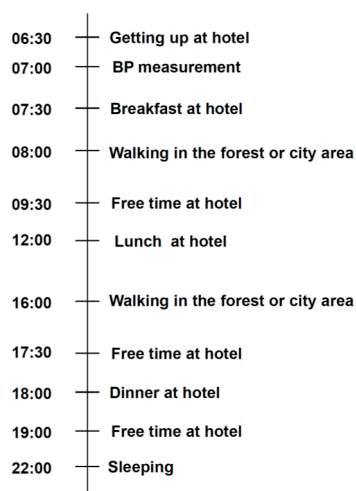 06:30 Getting up at hotel
07:00 BP measurement
07:30 Breakfast at hotel
08:00 Walking in the forest or city area
09:30 Free time at hotel
12:00 Lunch at hotel
16:00 Walking in the forest or city area
17:30 Free time at hotel
18:00 Dinner at hotel
19:00 Free time at hotel
22:00 Sleeping